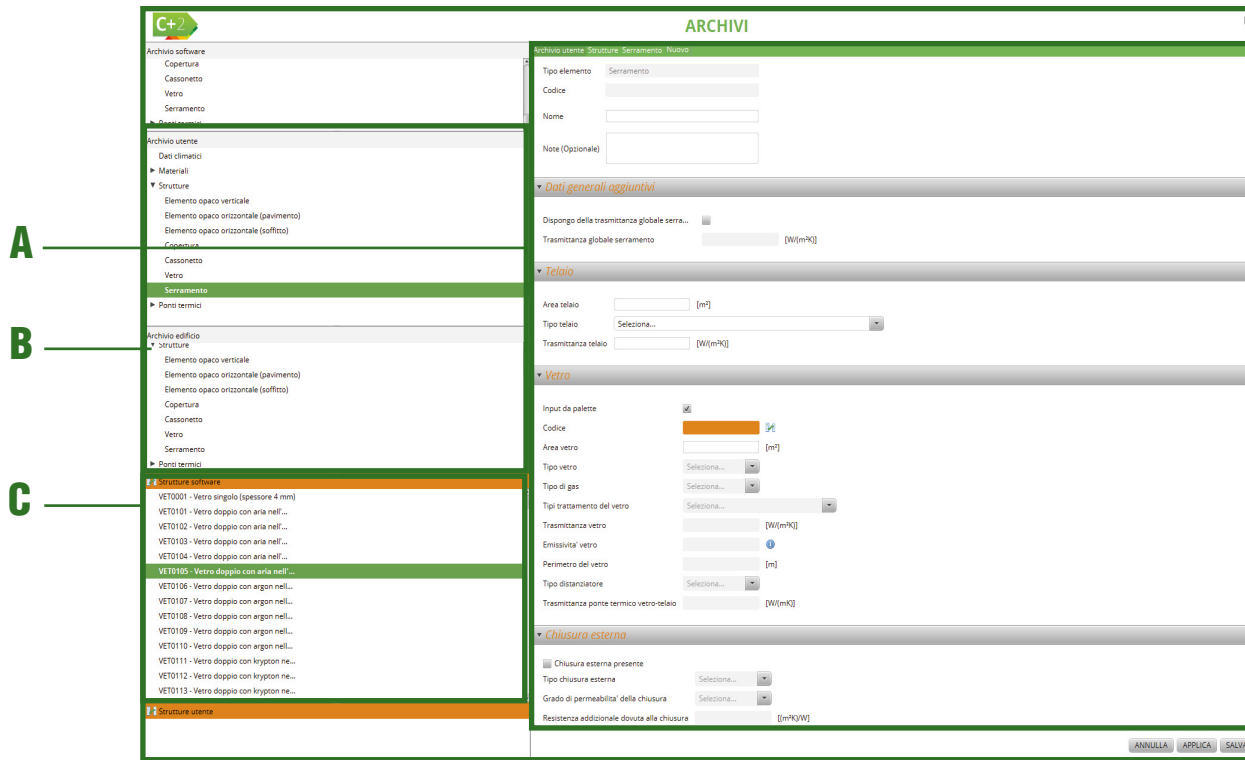 C+2
ARCHIVI
Archivio software
Copertura
Cassonetto
Vetro
Serramento
Ponti termici
Archivio utente
Dati climatici
Materiali
Strutture
Elemento opaco verticale
Elemento opaco orizzontale (pavimento)
Elemento opaco orizzontale (soffitto)
Copertura
Cassonetto
Vetro
Serramento
Ponti termici
Archivio edificio
Strutture
Elemento opaco verticale
Elemento opaco orizzontale (pavimento)
Elemento opaco orizzontale (soffitto)
Copertura
Cassonetto
Vetro
Serramento
Ponti termici
Strutture software
VET0001 - Vetro singolo (spessore 4 mm)
VET0101 - Vetro doppio con aria nell'...
VET0102 - Vetro doppio con aria nell'...
VET0103 - Vetro doppio con aria nell'...
VET0104 - Vetro doppio con aria nell'...
VET0105 - Vetro doppio con aria nell'...
VET0106 - Vetro doppio con argon nell...
VET0107 - Vetro doppio con argon nell...
VET0108 - Vetro doppio con argon nell...
VET0109 - Vetro doppio con argon nell...
VET0110 - Vetro doppio con argon nell...
VET0111 - Vetro doppio con krypton ne...
VET0112 - Vetro doppio con krypton ne...
VET0113 - Vetro doppio con krypton ne...
Strutture utente
A
B
C
Archivio utente Strutture Serramento Nuovo
Tipo elemento Serramento
Codice
Nome
Note (Opzionale)
Dati generali aggiuntivi
Dispongo della trasmittanza globale serra...
Trasmittanza globale serramento [W/(m²K)]
Telaio
Area telaio [m²]
Tipo telaio Seleziona...
Trasmittanza telaio [W/(m²K)]
Vetro
Input da palette
Codice
Area vetro [m²]
Tipo vetro Seleziona...
Tipo di gas Seleziona...
Tipi trattamento del vetro Seleziona...
Trasmittanza vetro [W/(m²K)]
Emissivita' vetro
Perimetro del vetro [m]
Tipo distanziatore Seleziona...
Trasmittanza ponte termico vetro-telaio [W/(mK)]
Chiusura esterna
Chiusura esterna presente
Tipo chiusura esterna Seleziona...
Grado di permeabilita' della chiusura Seleziona...
Resistenza addizionale dovuta alla chiusura [(m²K)/W]
ANNULLA APPLICA SALVA